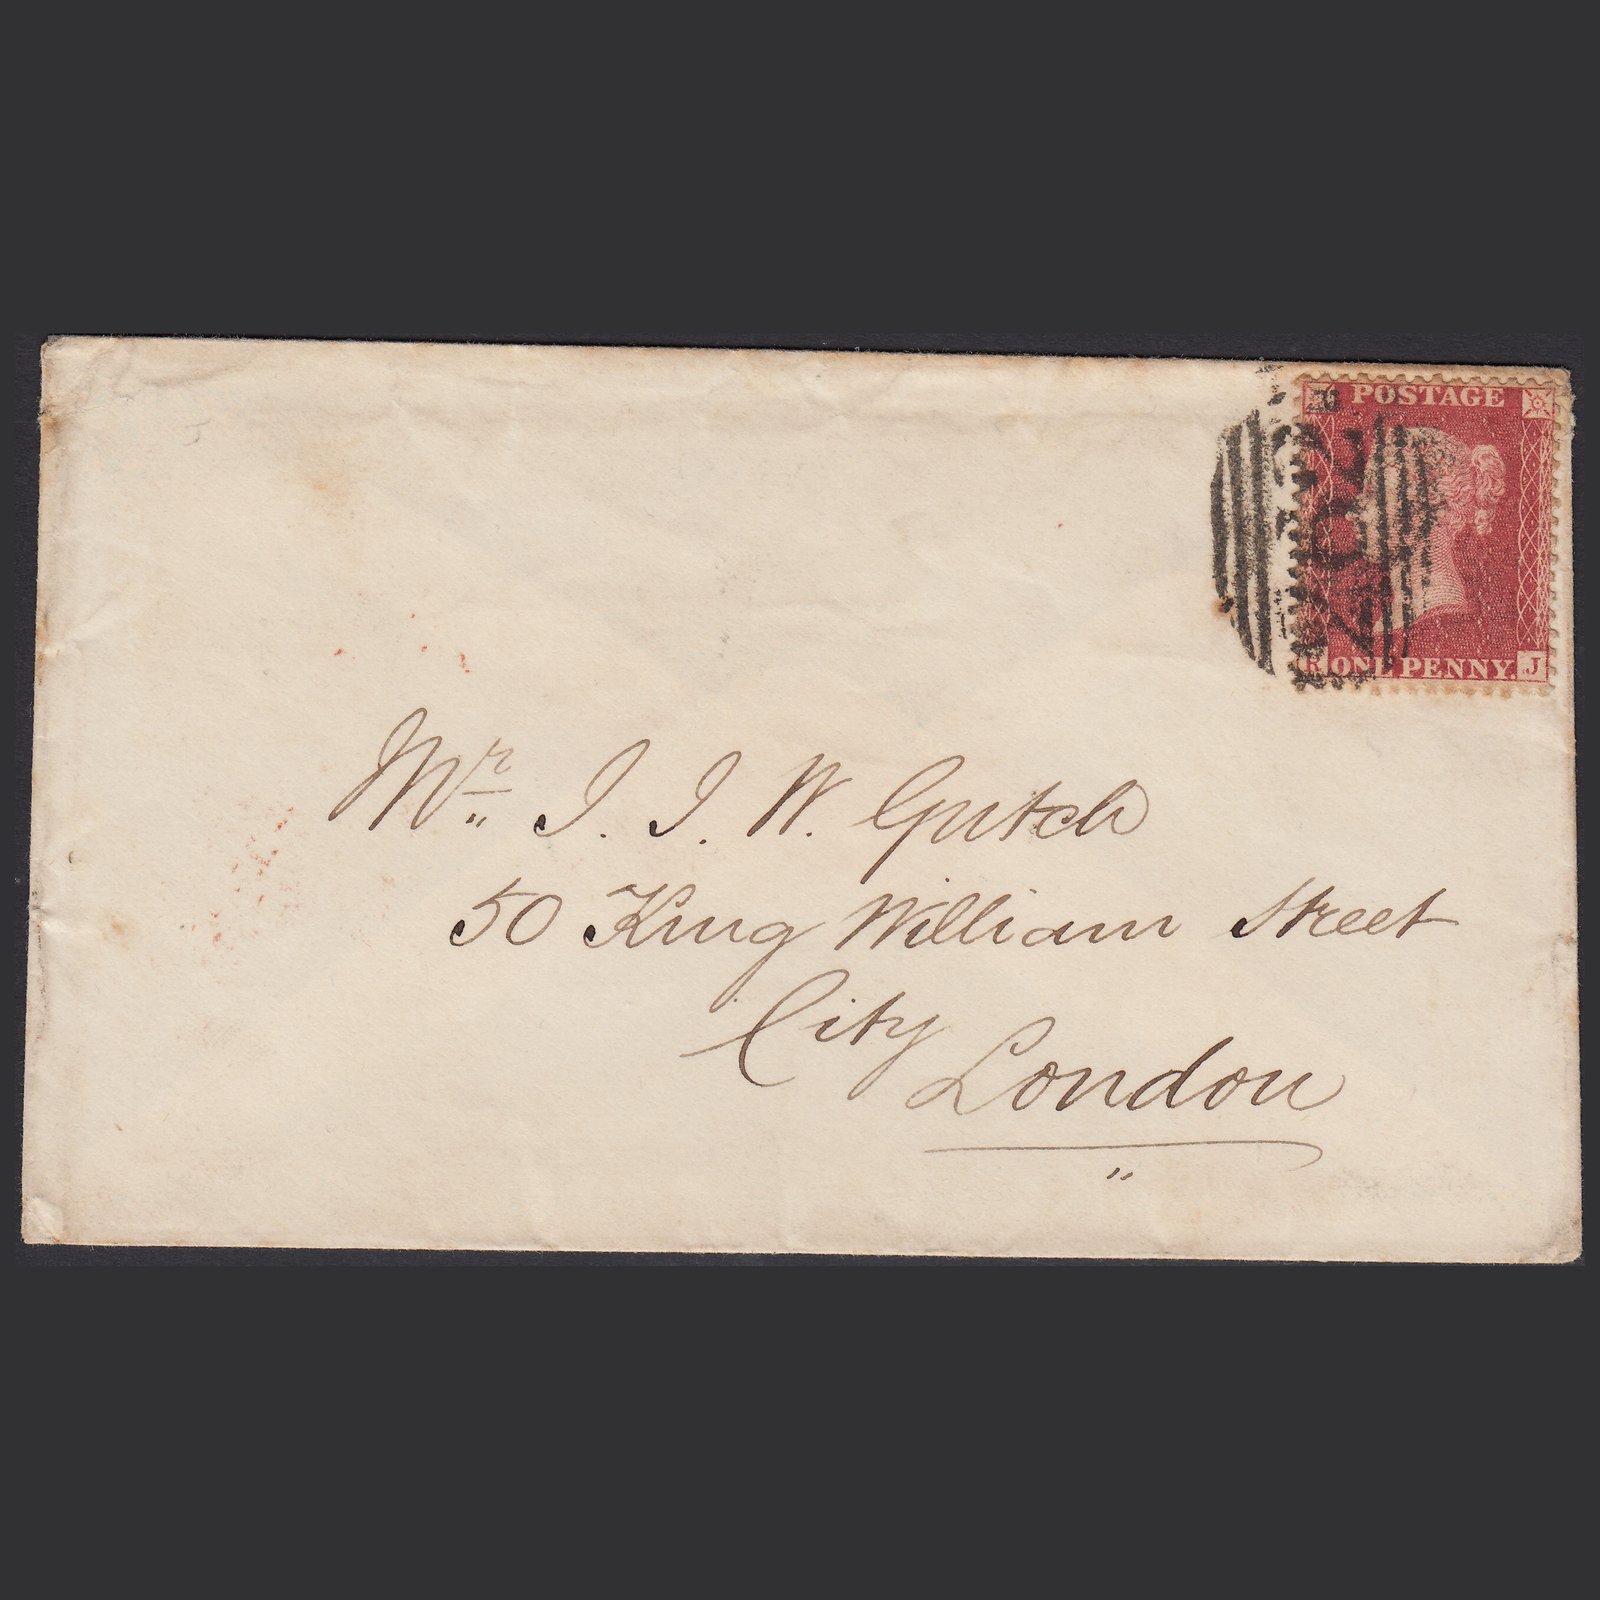 POSTAGE
R ONE PENNY. J
Mr. J. J. W. Gutch
50 King William Street
City
London